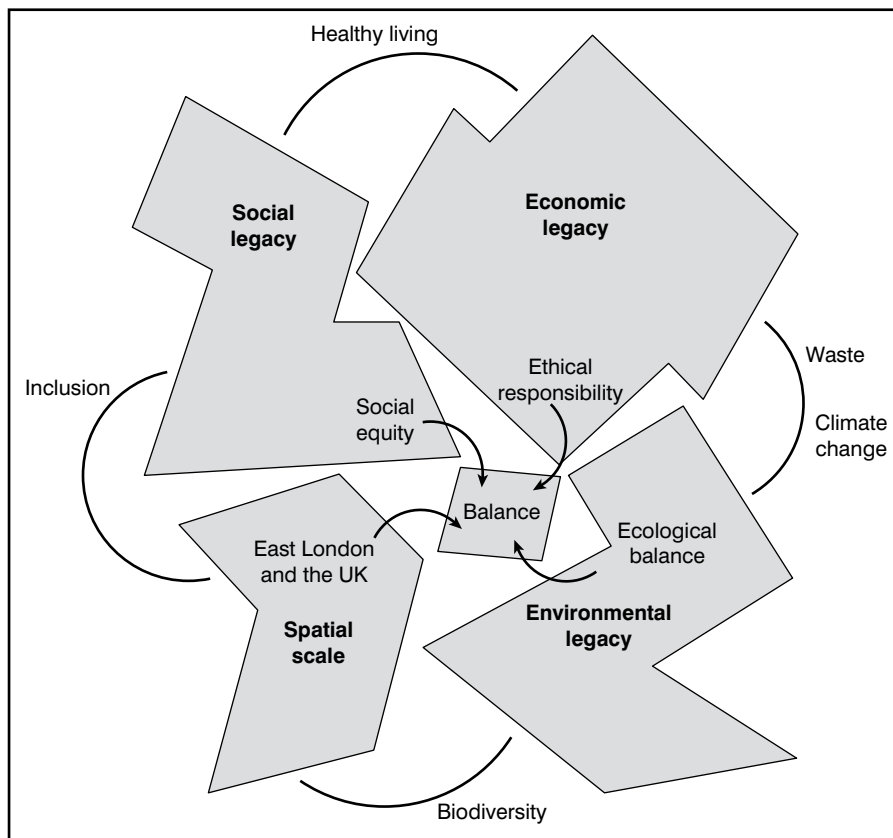 Healthy living
Social
legacy
Economic
legacy
Inclusion
Waste
Climate
change
Social
equity
Ethical
responsibility
Balance
East London
and the UK
Spatial
scale
Ecological
balance
Environmental
legacy
Biodiversity